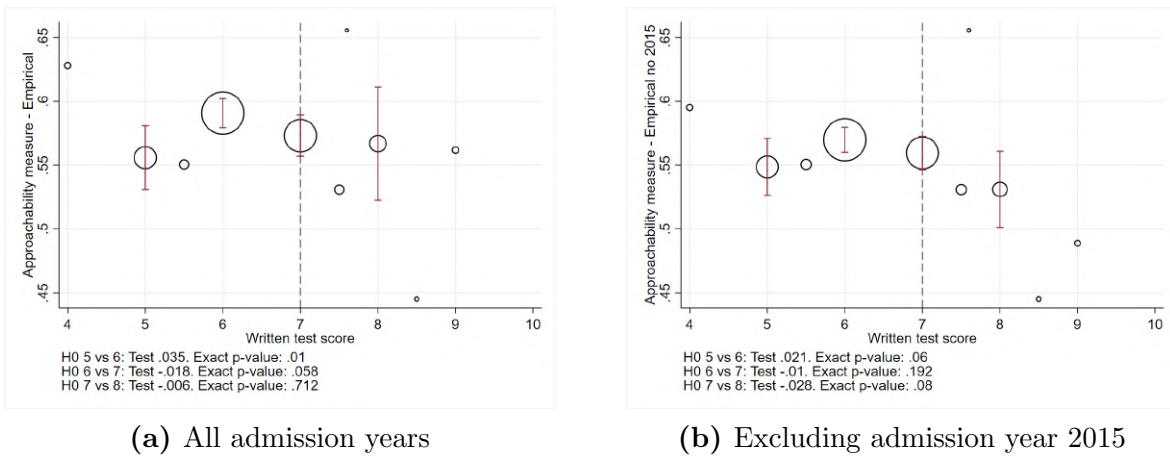 Approachability measure - Empirical
.65
.6
.55
.5
.45
4 5 6 7 8 9 10
Written test score
H0 5 vs 6: Test .035. Exact p-value: .01
H0 6 vs 7: Test -.018. Exact p-value: .058
H0 7 vs 8: Test -.006. Exact p-value: .712
(a) All admission years
Approachability measure - Empirical no 2015
.65
.6
.55
.5
.45
4 5 6 7 8 9 10
Written test score
H0 5 vs 6: Test .021. Exact p-value: .06
H0 6 vs 7: Test -.01. Exact p-value: .192
H0 7 vs 8: Test -.028. Exact p-value: .08
(b) Excluding admission year 2015